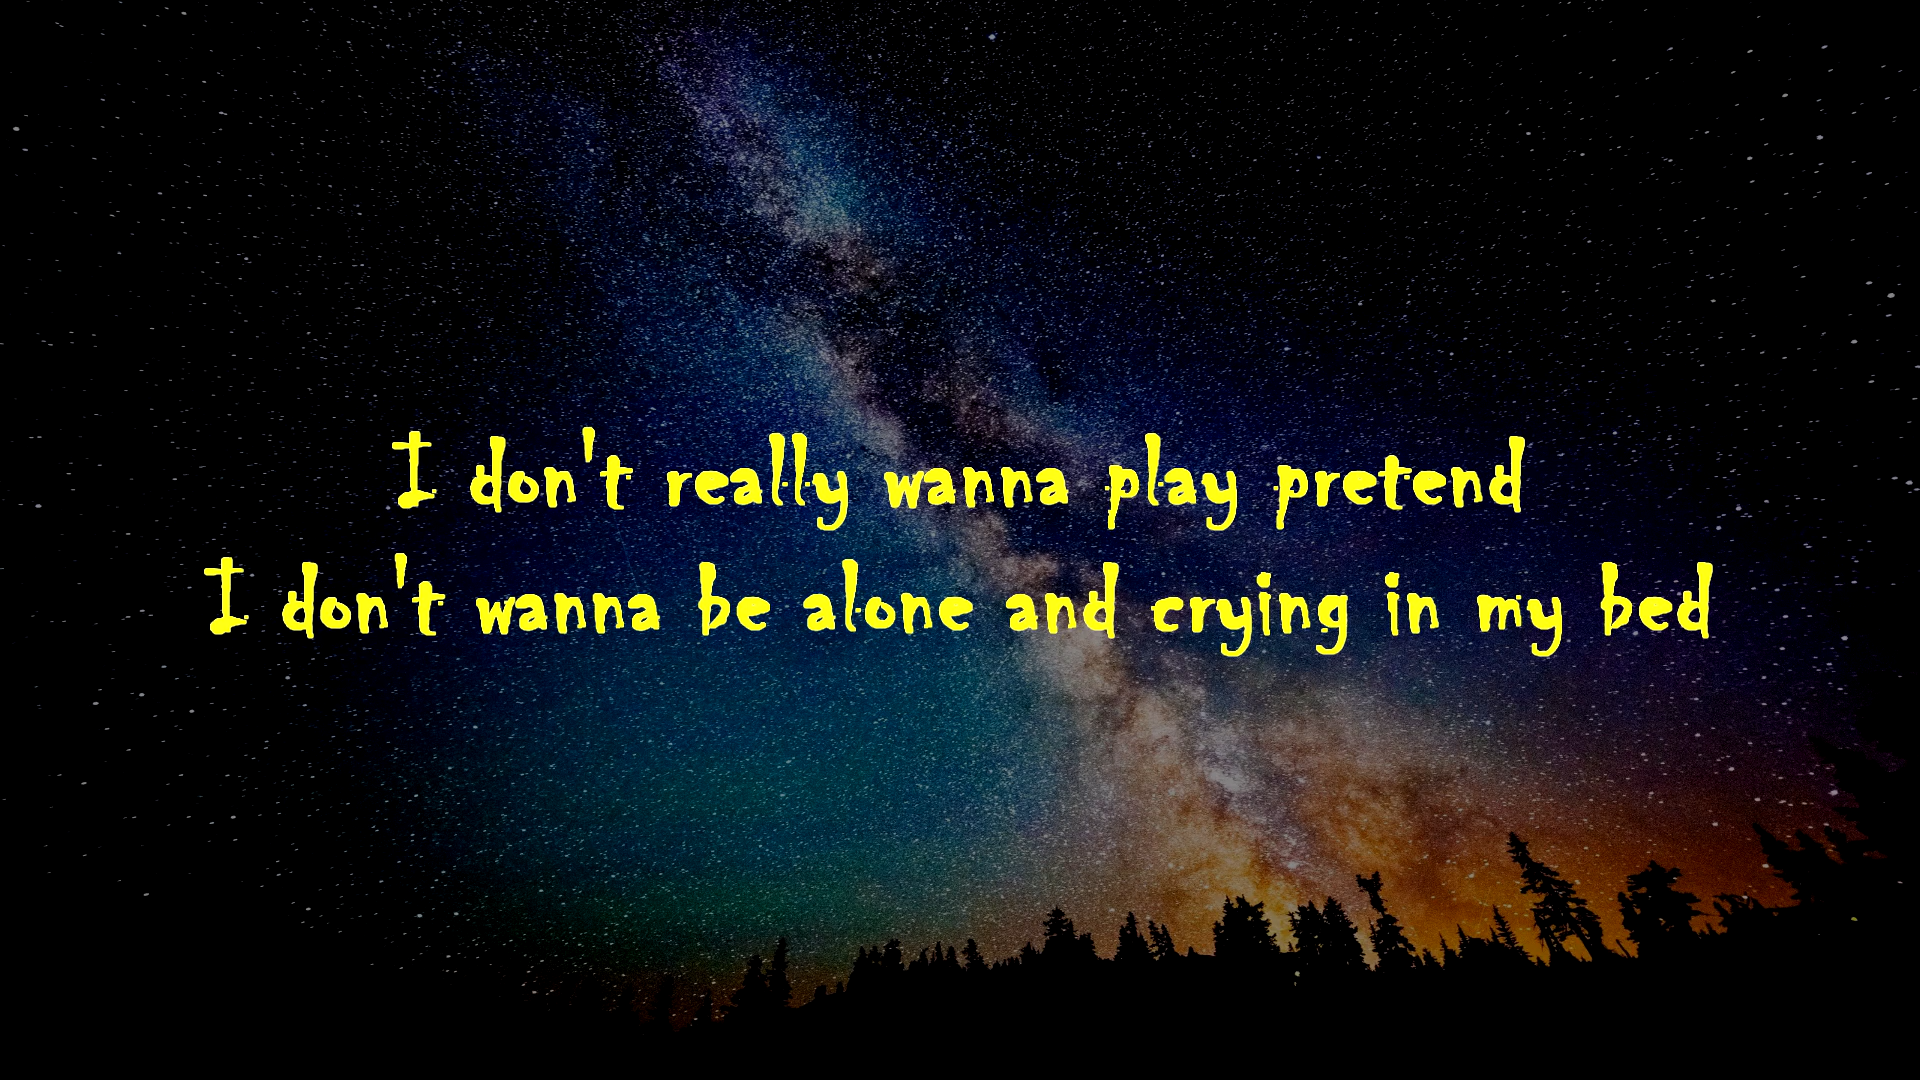 I don't really wanna play pretend
I don't wanna be alone and crying in my bed